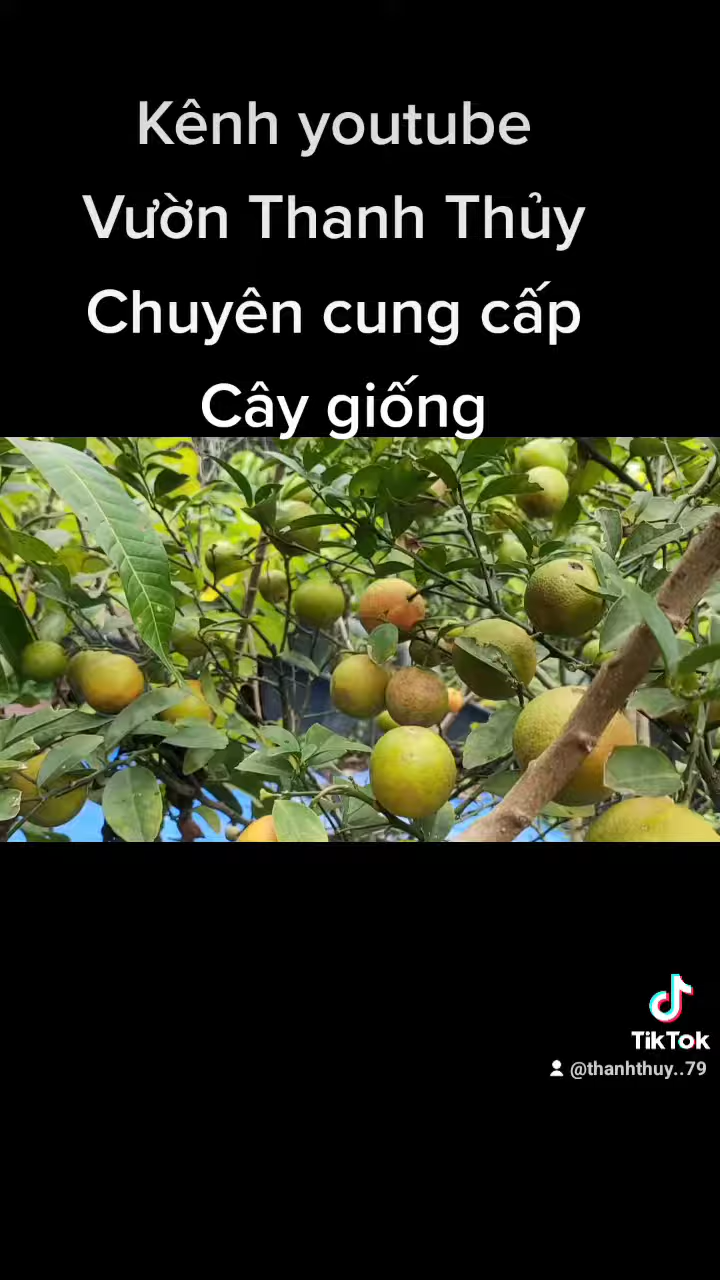 Kênh youtube
Vườn Thanh Thủy
Chuyên cung cấp
Cây giống
TikTok
@thanhthuy..79